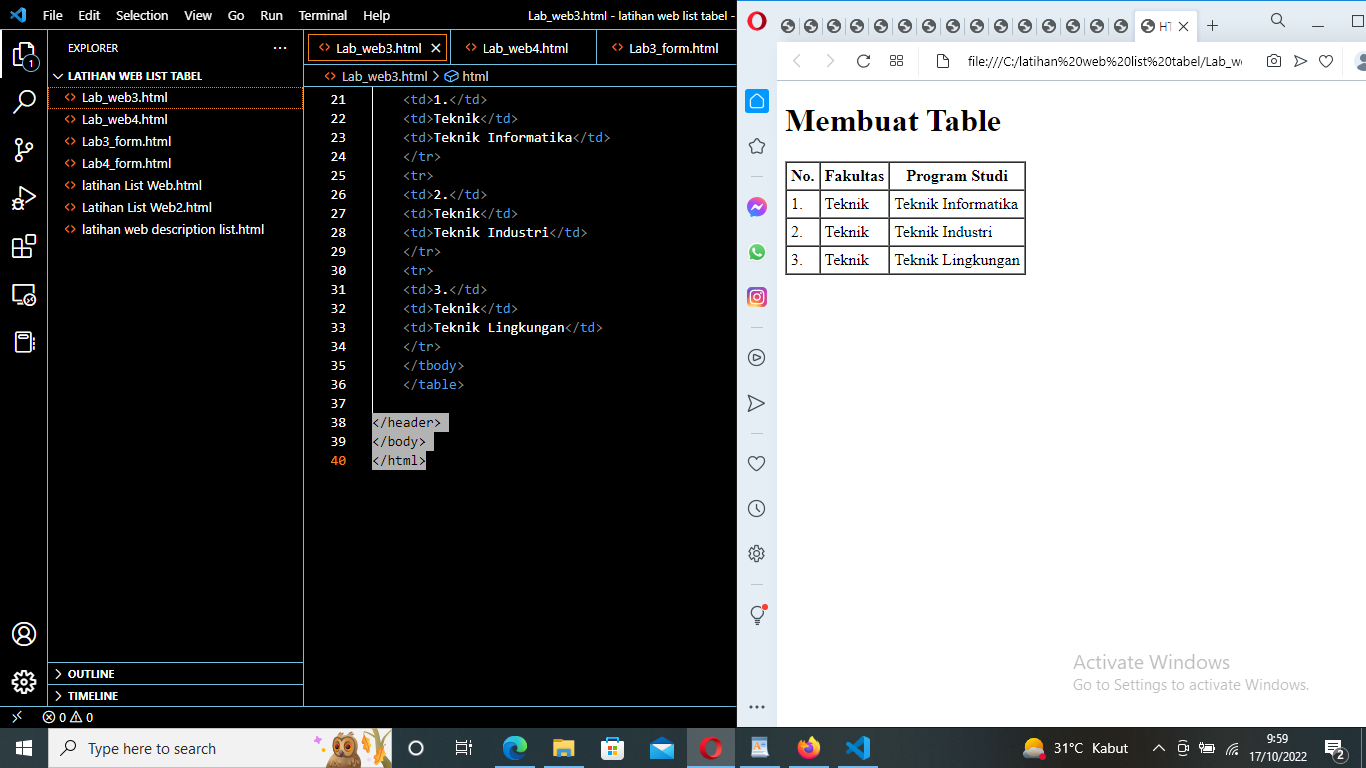 File Edit Selection View Go Run Terminal Help
Lab_web3.html - latihan web list tabel -
EXPLORER
LATIHAN WEB LIST TABEL
Lab_web3.html
Lab_web4.html
Lab3_form.html
Lab4_form.html
latihan List Web.html
Latihan List Web2.html
latihan web description list.html
OUTLINE
TIMELINE
1
0 0
Lab_web3.html Lab_web4.html Lab3_form.html
Lab_web3.html > html
21 <td>1.</td>
22 <td>Teknik</td>
23 <td>Teknik Informatika</td>
24 </tr>
25 <tr>
26 <td>2.</td>
27 <td>Teknik</td>
28 <td>Teknik Industri</td>
29 </tr>
30 <tr>
31 <td>3.</td>
32 <td>Teknik</td>
33 <td>Teknik Lingkungan</td>
34 </tr>
35 </tbody>
36 </table>
37
38 </header>
39 </body>
40 </html>
file:///C:/latihan%20web%20list%20tabel/Lab_w
Membuat Table
No. Fakultas Program Studi
1. Teknik Teknik Informatika
2. Teknik Teknik Industri
3. Teknik Teknik Lingkungan
Activate Windows
Go to Settings to activate Windows.
Type here to search
31°C Kabut
9:59
17/10/2022
2